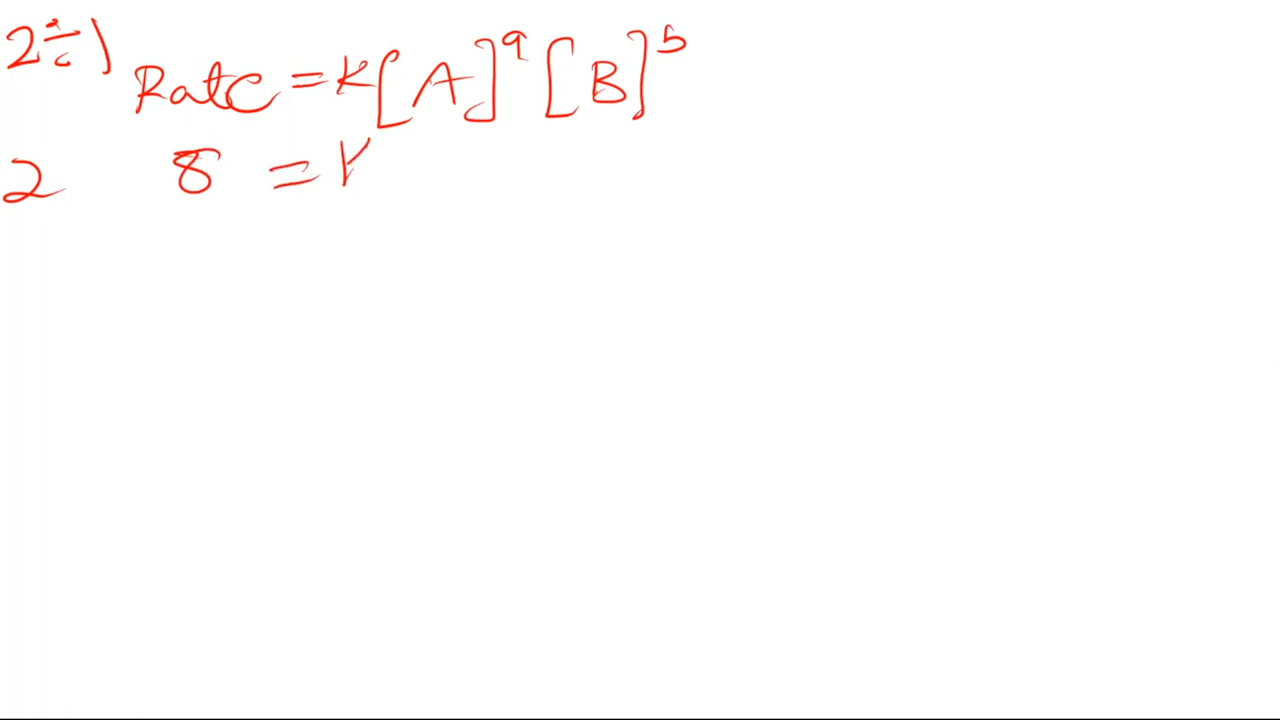 2÷1) Rate = K[A]^a [B]^b
2 8 = K